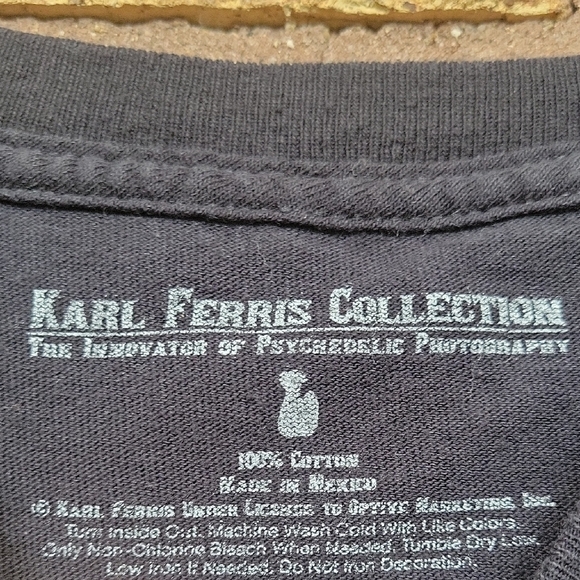 KARL FERRIS COLLECTION
THE INNOVATOR OF PSYCHEDELIC PHOTOGRAPHY
100% COTTON
MADE IN MEXICO
© KARL FERRIS UNDER LICENSE TO OPTIVE MARKETING, INC.
Turn Inside Out. Machine Wash Cold With Like Colors.
Only Non-Chlorine Bleach When Needed. Tumble Dry Low.
Low Iron If Needed. Do Not Iron Decoration.